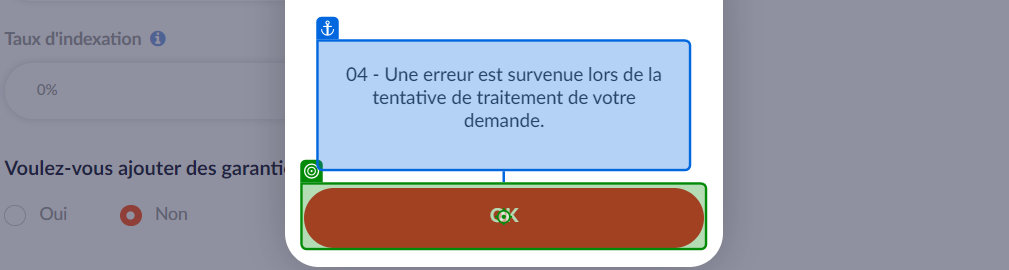 Taux d'indexation
0%
Voulez-vous ajouter des garanti
Oui
Non
04 - Une erreur est survenue lors de la
tentative de traitement de votre
demande.
OK